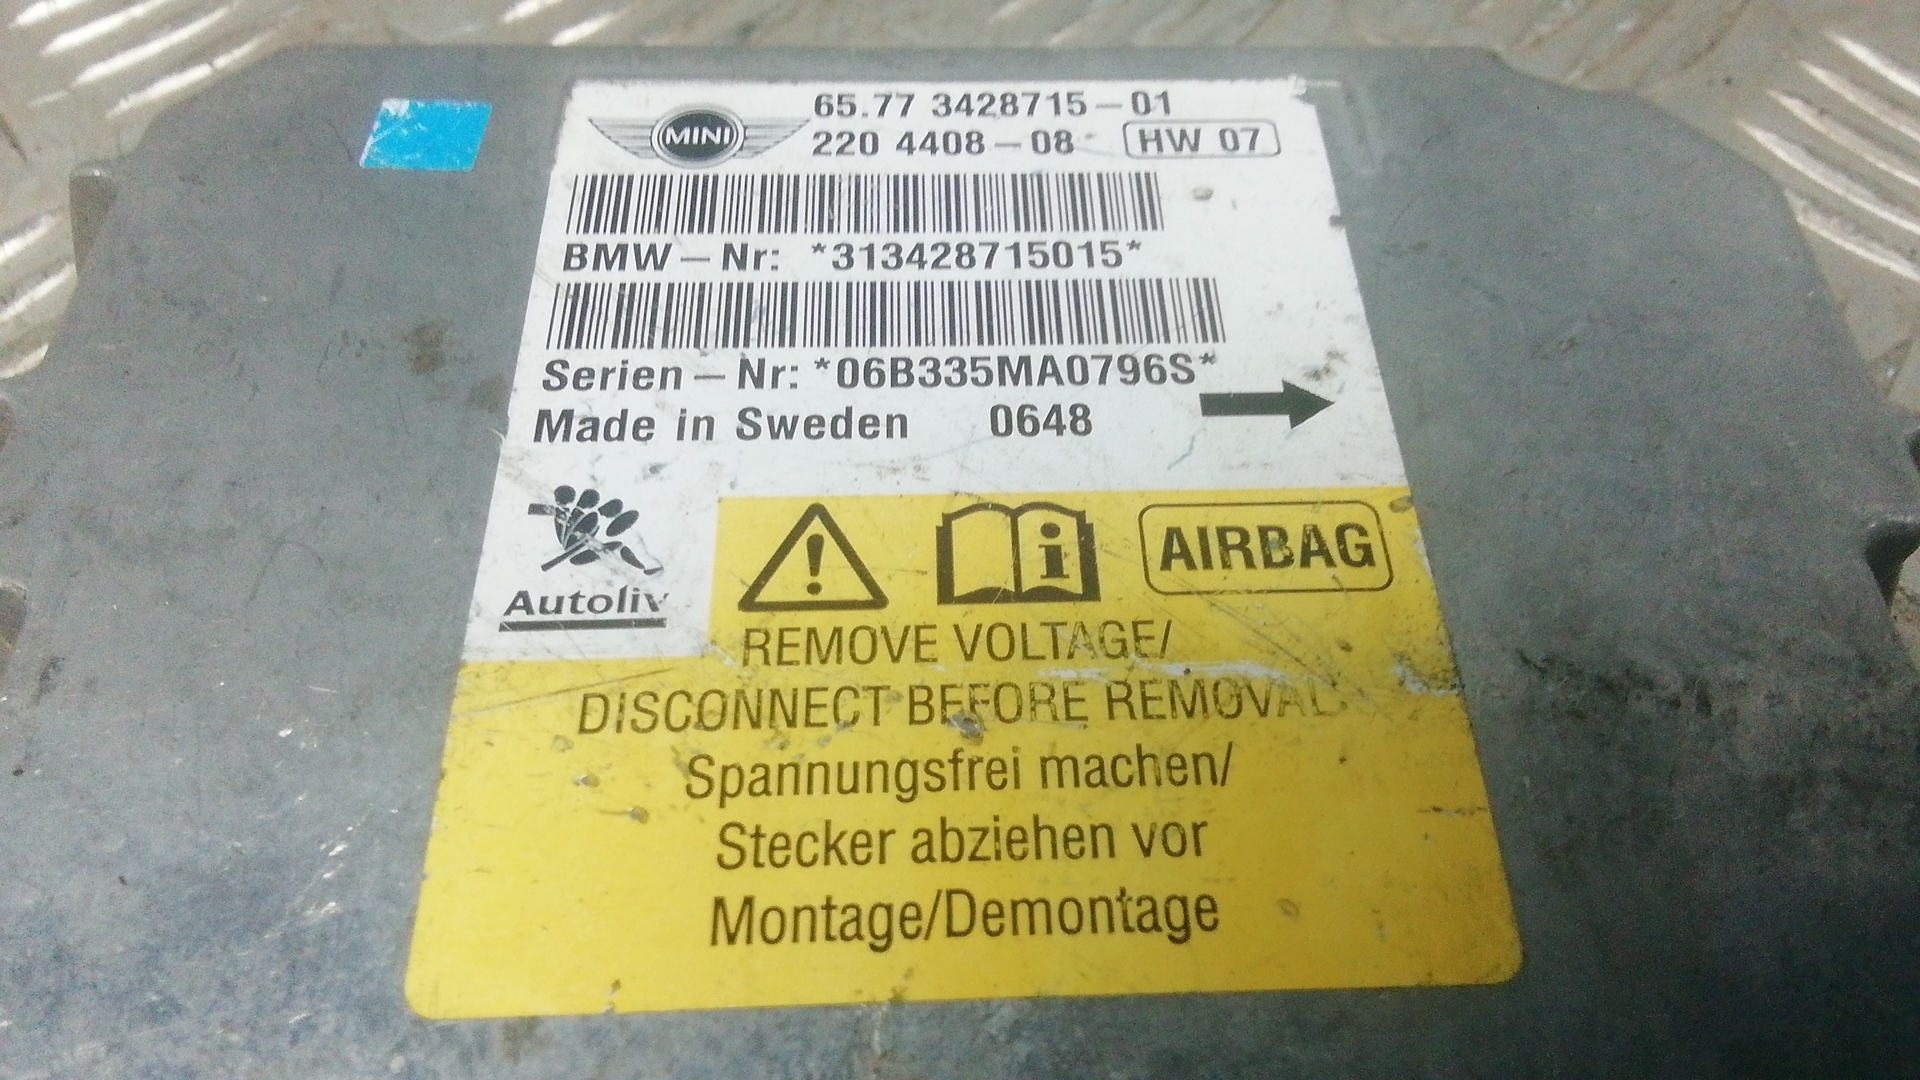 65.77 3428715-01
MINI
220 4408-08 HW 07
BMW-Nr: *313428715015*
Serien-Nr: *06B335MA0796S*
Made in Sweden 0648
Autoliv
AIRBAG
REMOVE VOLTAGE/
DISCONNECT BEFORE REMOVAL
Spannungsfrei machen/
Stecker abziehen vor
Montage/Demontage